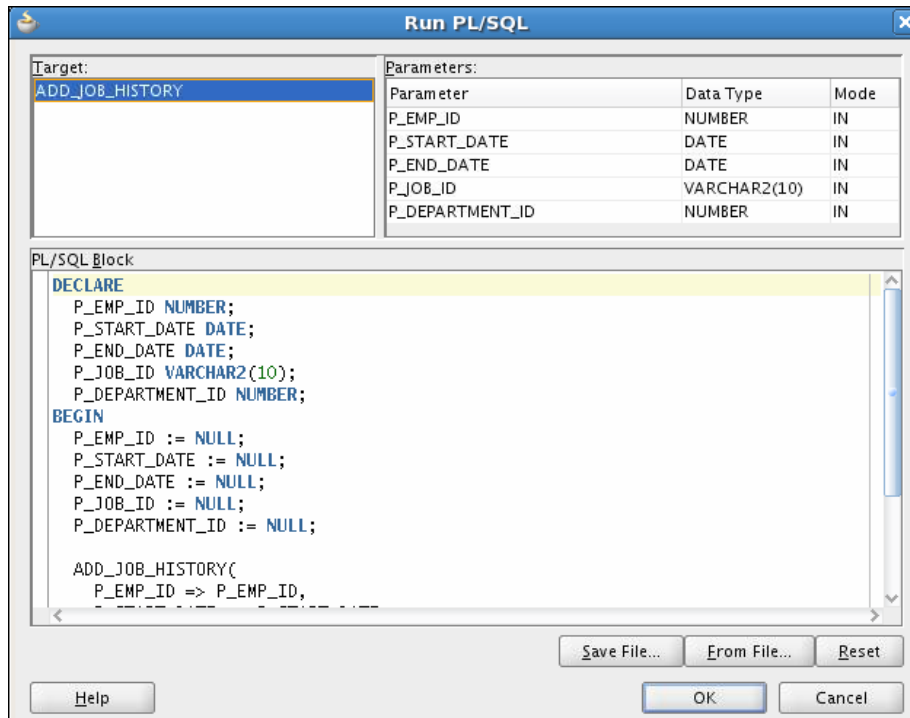 Run PL/SQL
Target:
ADD_JOB_HISTORY
Parameters:
Parameter Data Type Mode
P_EMP_ID NUMBER IN
P_START_DATE DATE IN
P_END_DATE DATE IN
P_JOB_ID VARCHAR2(10) IN
P_DEPARTMENT_ID NUMBER IN
PL/SQL Block
DECLARE
P_EMP_ID NUMBER;
P_START_DATE DATE;
P_END_DATE DATE;
P_JOB_ID VARCHAR2(10);
P_DEPARTMENT_ID NUMBER;
BEGIN
P_EMP_ID := NULL;
P_START_DATE := NULL;
P_END_DATE := NULL;
P_JOB_ID := NULL;
P_DEPARTMENT_ID := NULL;
ADD_JOB_HISTORY(
P_EMP_ID => P_EMP_ID,
Save File... From File... Reset
Help OK Cancel